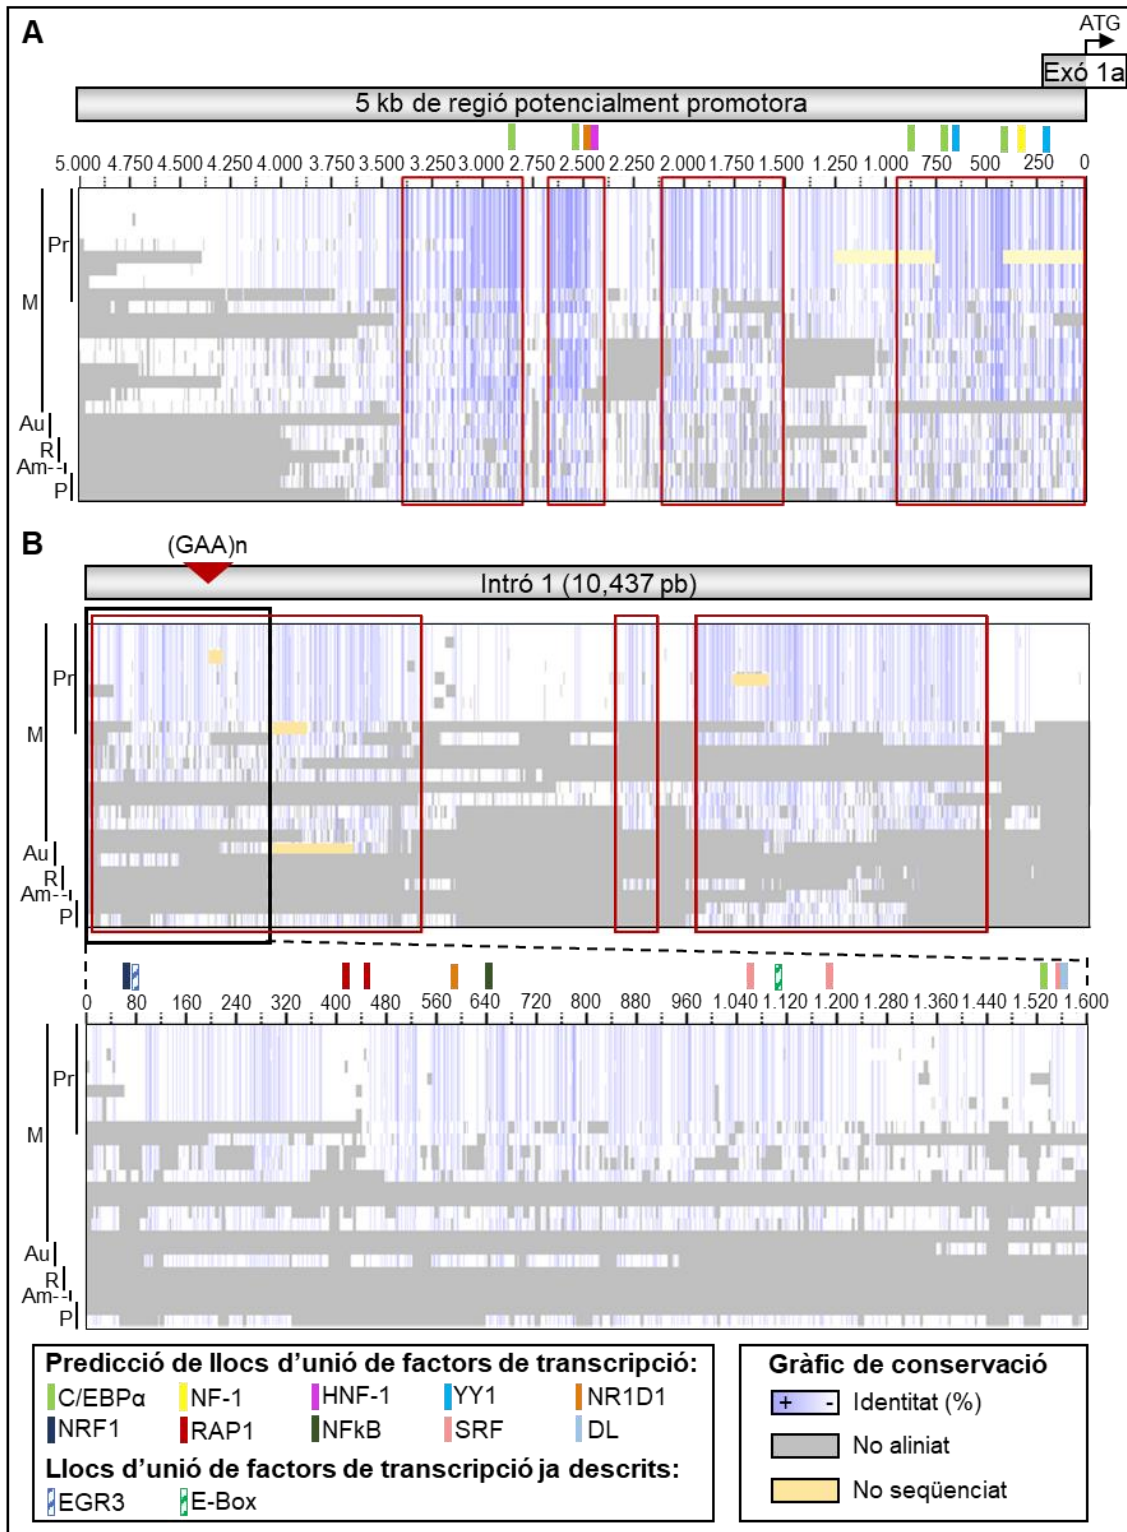 A
ATG
Exó 1a
5 kb de regió potencialment promotora
5.000 4.750 4.500 4.250 4.000 3.750 3.500 3.250 3.000 2.750 2.500 2.250 2.000 1.750 1.500 1.250 1.000 750 500 250 0
Pr
M
Au
R
Am--
P
B
(GAA)n
Intró 1 (10,437 pb)
Pr
M
Au
R
Am--
P
0 80 160 240 320 400 480 560 640 720 800 880 960 1.040 1.120 1.200 1.280 1.360 1.440 1.520 1.600
Pr
M
Au
R
Am--
P
Predicció de llocs d'unió de factors de transcripció:
C/EBPα NF-1 HNF-1 YY1 NR1D1
NRF1 RAP1 NFkB SRF DL
Llocs d'unió de factors de transcripció ja descrits:
EGR3 E-Box
Gràfic de conservació
+ - Identitat (%)
No aliniat
No seqüenciat